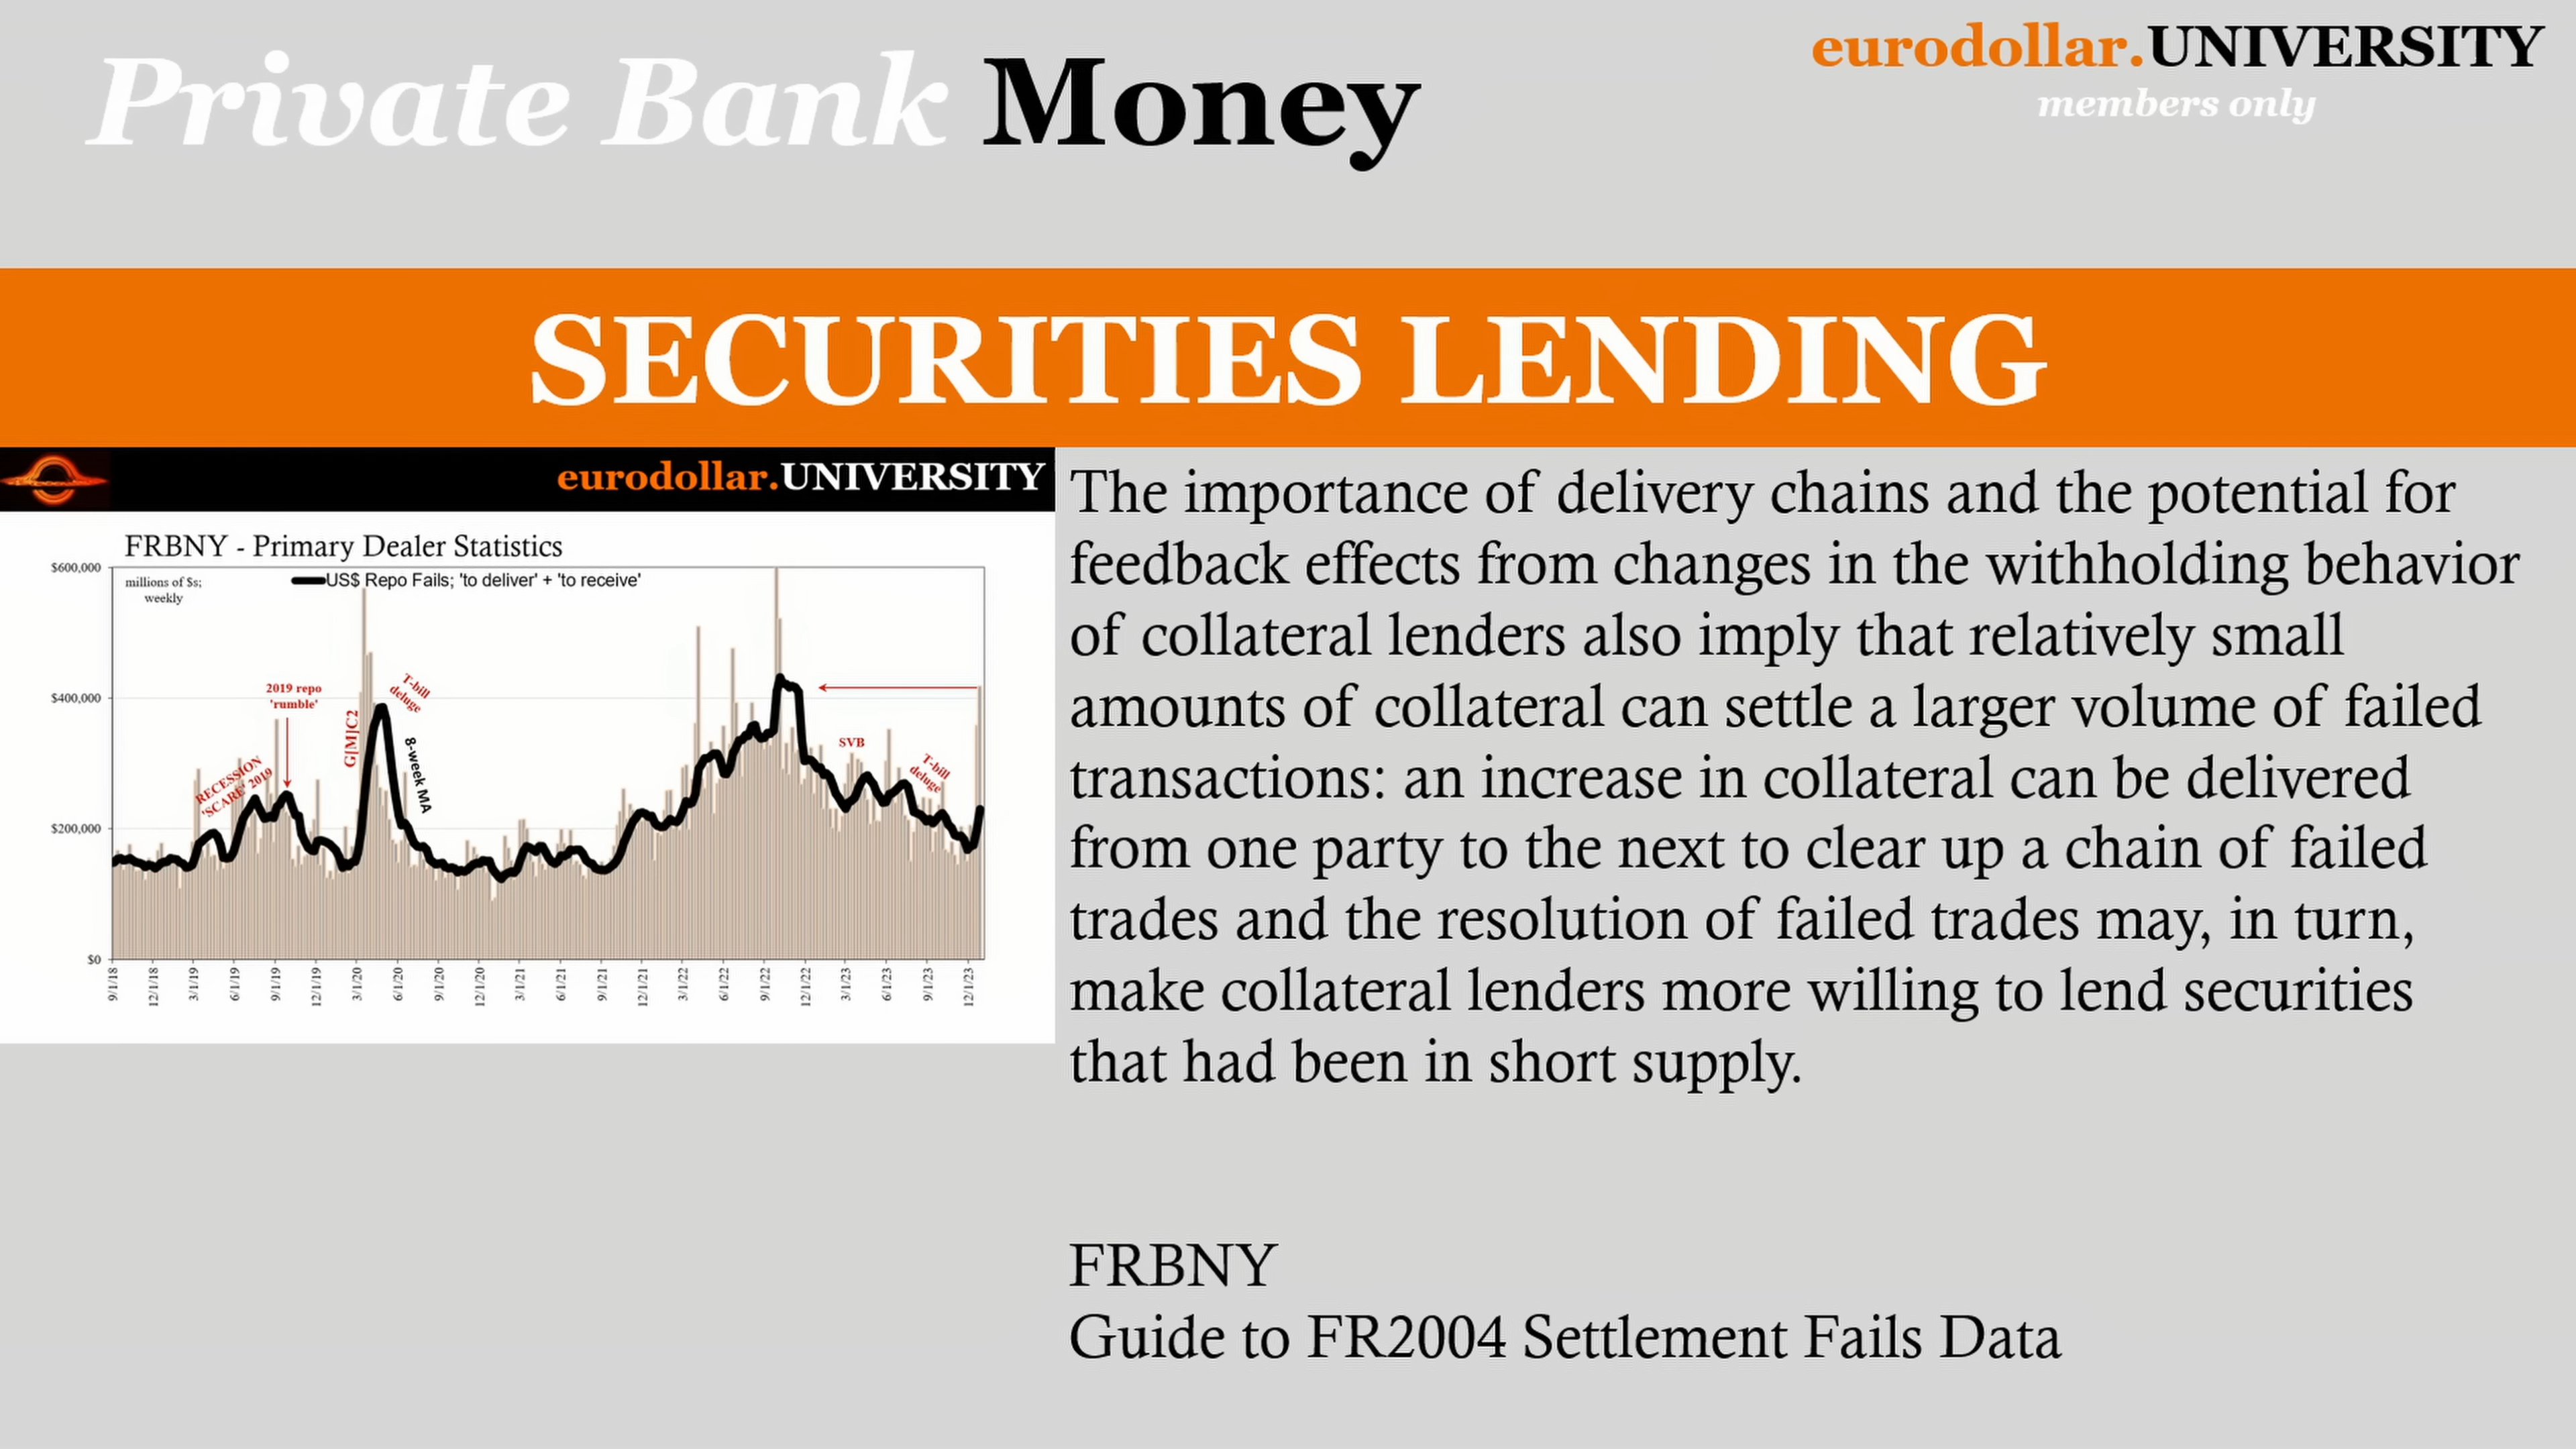 Private Bank Money
eurodollar.UNIVERSITY
members only
SECURITIES LENDING
eurodollar.UNIVERSITY
FRBNY - Primary Dealer Statistics
millions of $s;
weekly
US$ Repo Fails; 'to deliver' + 'to receive'
$600,000
$400,000
$200,000
$0
RECESSION
'SCARE' 2019
2019 repo
'rumble'
G[M]C2
T-bill
deluge
8-week MA
SVB
T-bill
deluge
9/1/18
12/1/18
3/1/19
6/1/19
9/1/19
12/1/19
3/1/20
6/1/20
9/1/20
12/1/20
3/1/21
6/1/21
9/1/21
12/1/21
3/1/22
6/1/22
9/1/22
12/1/22
3/1/23
6/1/23
9/1/23
12/1/23
The importance of delivery chains and the potential for
feedback effects from changes in the withholding behavior
of collateral lenders also imply that relatively small
amounts of collateral can settle a larger volume of failed
transactions: an increase in collateral can be delivered
from one party to the next to clear up a chain of failed
trades and the resolution of failed trades may, in turn,
make collateral lenders more willing to lend securities
that had been in short supply.
FRBNY
Guide to FR2004 Settlement Fails Data